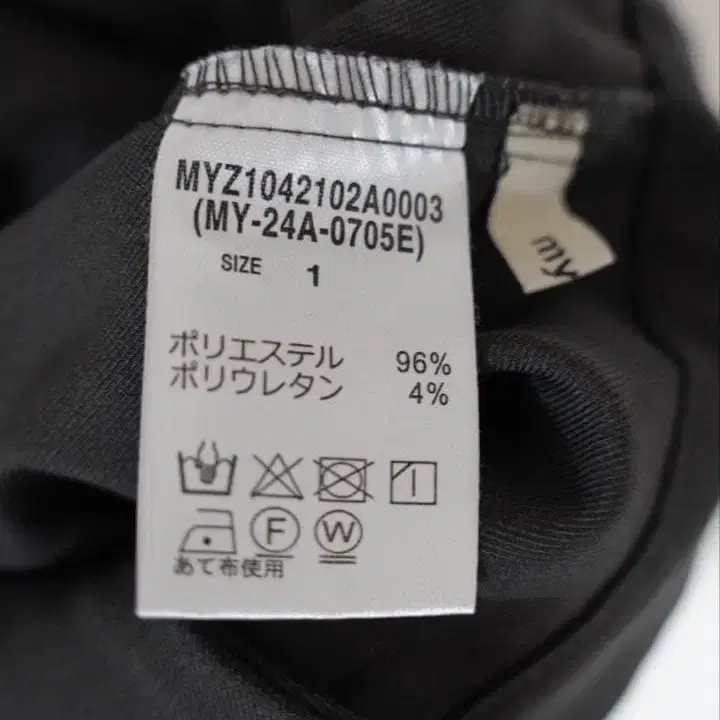 MYZ1042102A0003
(MY-24A-0705E)
SIZE 1
ポリエステル 96%
ポリウレタン 4%
F W
あて布使用
my